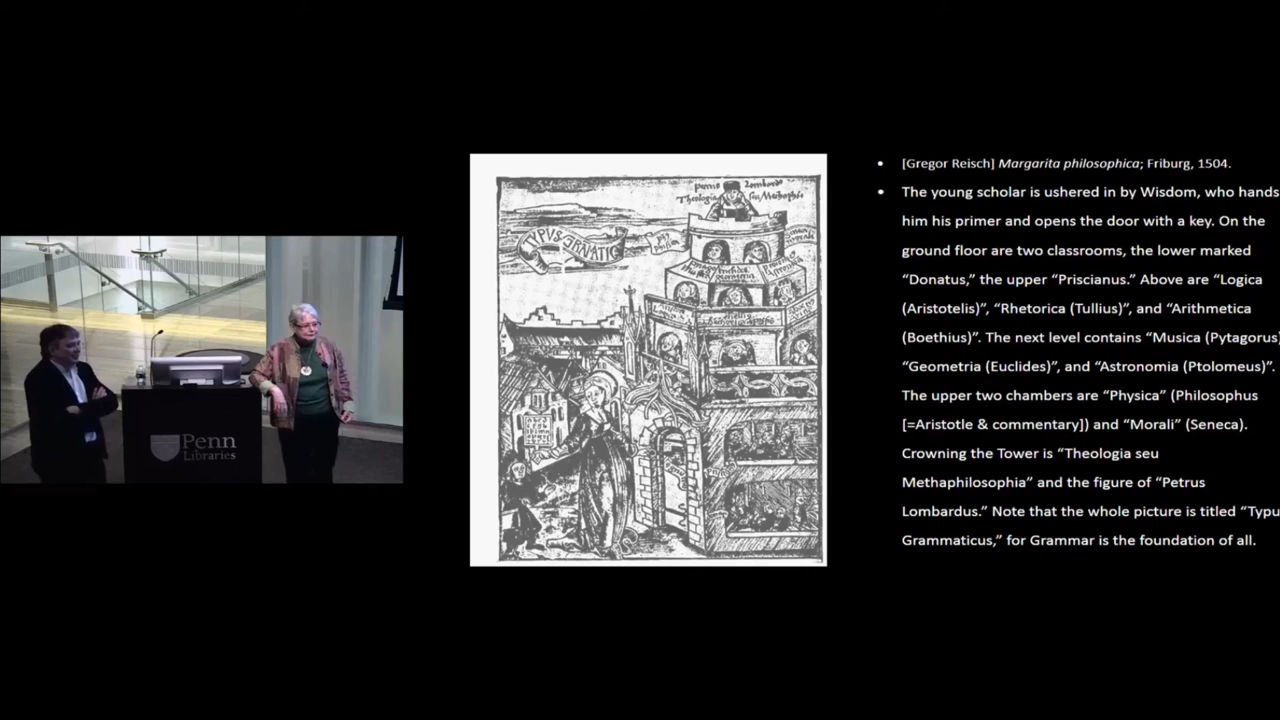 [Gregor Reisch] Margarita philosophica; Friburg, 1504.
The young scholar is ushered in by Wisdom, who hands
him his primer and opens the door with a key. On the
ground floor are two classrooms, the lower marked
“Donatus,” the upper “Priscianus.” Above are “Logica
(Aristotelis)”, “Rhetorica (Tullius)”, and “Arithmetica
(Boethius)”. The next level contains “Musica (Pytagorus)
“Geometria (Euclides)”, and “Astronomia (Ptolomeus)”.
The upper two chambers are “Physica” (Philosophus
[=Aristotle & commentary]) and “Morali” (Seneca).
Crowning the Tower is “Theologia seu
Methaphilosophia” and the figure of “Petrus
Lombardus.” Note that the whole picture is titled “Typu
Grammaticus,” for Grammar is the foundation of all.
Penn
Libraries
TYPVS